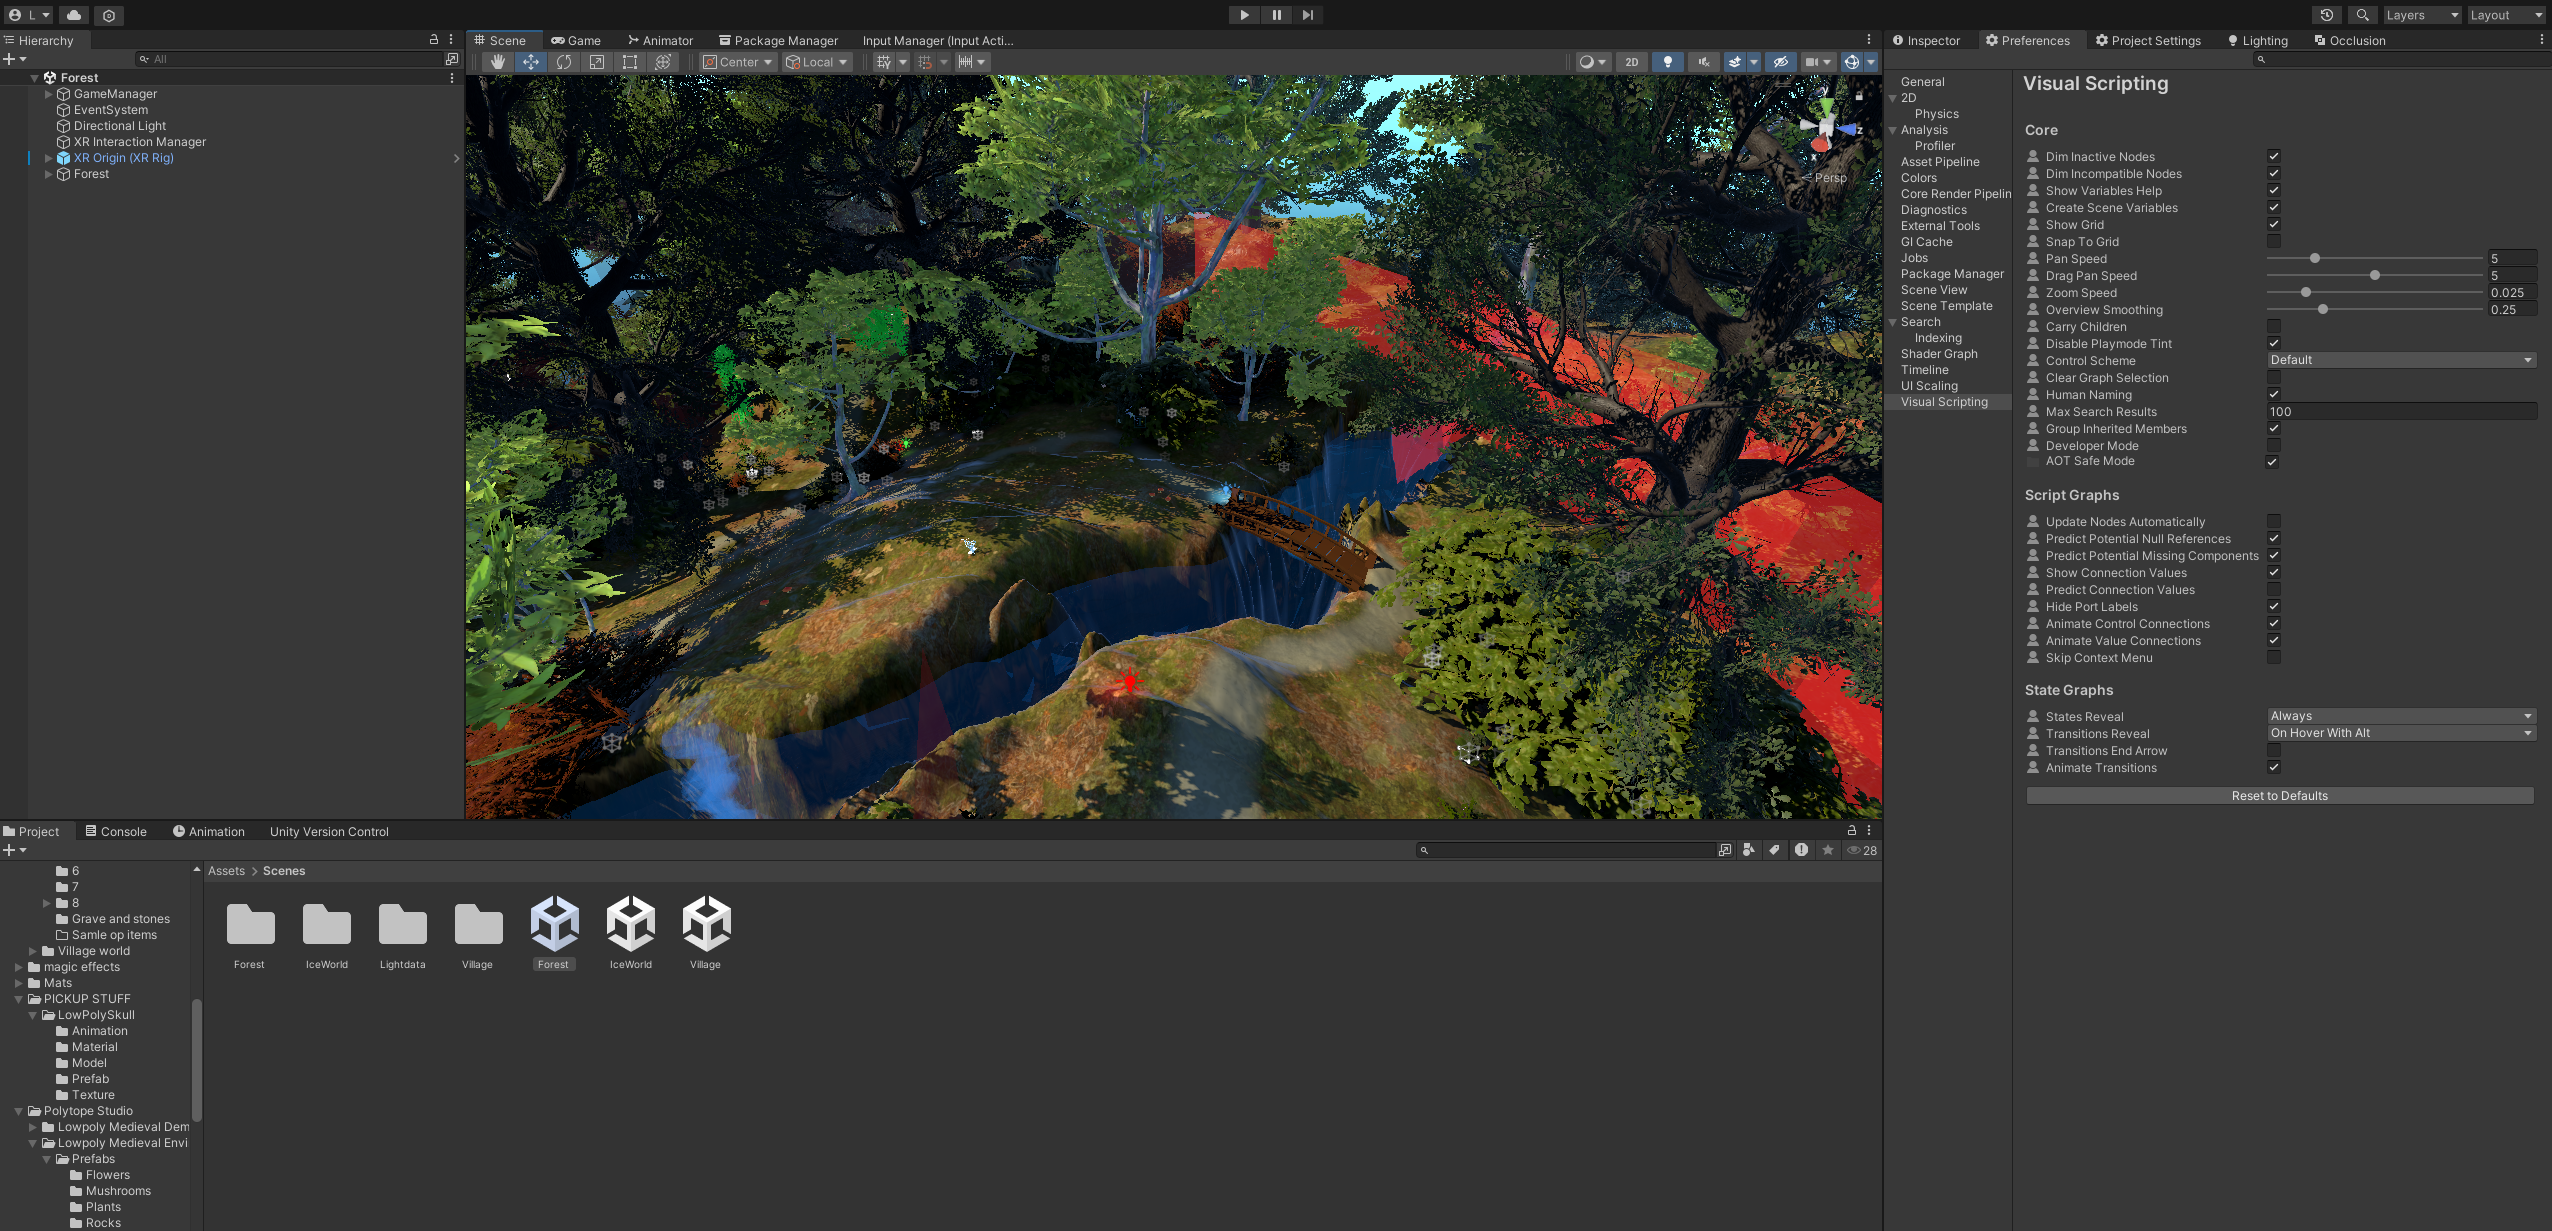 L
Layers
Layout
Hierarchy
All
Forest
GameManager
EventSystem
Directional Light
XR Interaction Manager
XR Origin (XR Rig)
Forest
Scene
Game
Animator
Package Manager
Input Manager (Input Acti...
Center
Local
2D
y
z
x
Persp
Inspector
Preferences
Project Settings
Lighting
Occlusion
General
2D
Physics
Analysis
Profiler
Asset Pipeline
Colors
Core Render Pipelin
Diagnostics
External Tools
GI Cache
Jobs
Package Manager
Scene View
Scene Template
Search
Indexing
Shader Graph
Timeline
UI Scaling
Visual Scripting
Visual Scripting
Core
Dim Inactive Nodes
Dim Incompatible Nodes
Show Variables Help
Create Scene Variables
Show Grid
Snap To Grid
Pan Speed 5
Drag Pan Speed 5
Zoom Speed 0.025
Overview Smoothing 0.25
Carry Children
Disable Playmode Tint
Control Scheme Default
Clear Graph Selection
Human Naming
Max Search Results 100
Group Inherited Members
Developer Mode
AOT Safe Mode
Script Graphs
Update Nodes Automatically
Predict Potential Null References
Predict Potential Missing Components
Show Connection Values
Predict Connection Values
Hide Port Labels
Animate Control Connections
Animate Value Connections
Skip Context Menu
State Graphs
States Reveal Always
Transitions Reveal On Hover With Alt
Transitions End Arrow
Animate Transitions
Reset to Defaults
Project
Console
Animation
Unity Version Control
28
6
7
8
Grave and stones
Samle op items
Village world
magic effects
Mats
PICKUP STUFF
LowPolySkull
Animation
Material
Model
Prefab
Texture
Polytope Studio
Lowpoly Medieval Dem
Lowpoly Medieval Envi
Prefabs
Flowers
Mushrooms
Plants
Rocks
Assets > Scenes
Forest
IceWorld
Lightdata
Village
Forest
IceWorld
Village